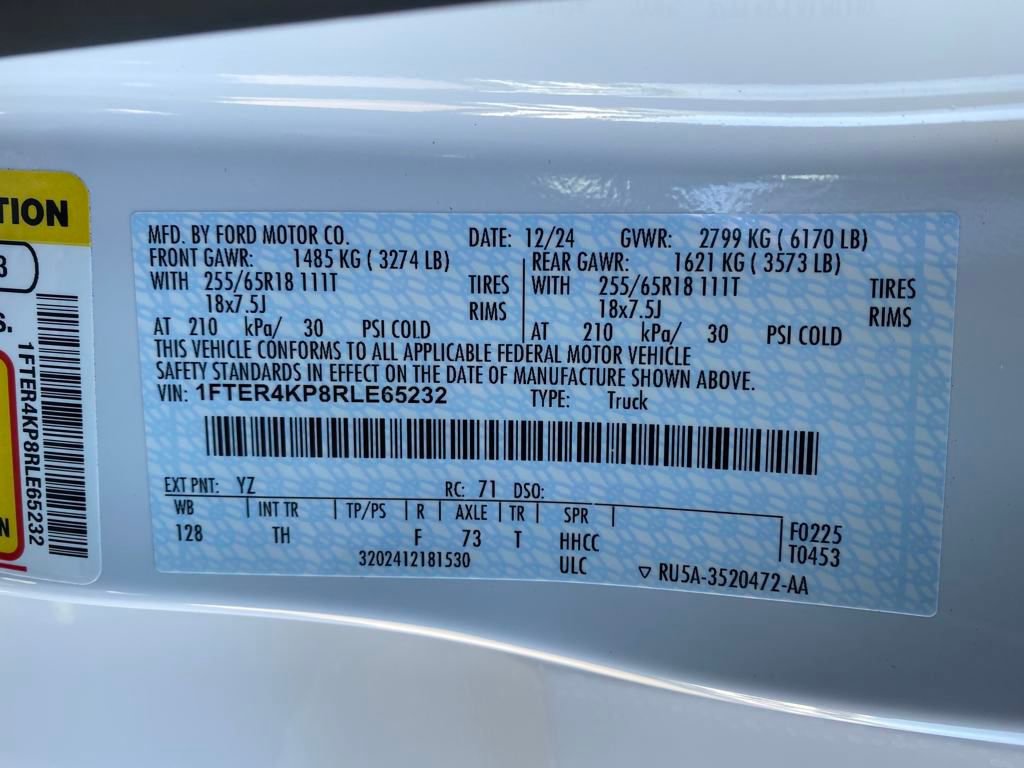 TION
3
S.
1FTER4KP8RLE65232
N
MFD. BY FORD MOTOR CO. DATE: 12/24 GVWR: 2799 KG ( 6170 LB)
FRONT GAWR: 1485 KG ( 3274 LB) REAR GAWR: 1621 KG ( 3573 LB)
WITH 255/65R18 111T TIRES WITH 255/65R18 111T TIRES
18x7.5J RIMS 18x7.5J RIMS
AT 210 kPa/ 30 PSI COLD AT 210 kPa/ 30 PSI COLD
THIS VEHICLE CONFORMS TO ALL APPLICABLE FEDERAL MOTOR VEHICLE
SAFETY STANDARDS IN EFFECT ON THE DATE OF MANUFACTURE SHOWN ABOVE.
VIN: 1FTER4KP8RLE65232 TYPE: Truck
EXT PNT: YZ RC: 71 DSO:
WB INT TR TP/PS R AXLE TR SPR
128 TH F 73 T HHCC F0225
3202412181530 ULC T0453
▽ RU5A-3520472-AA